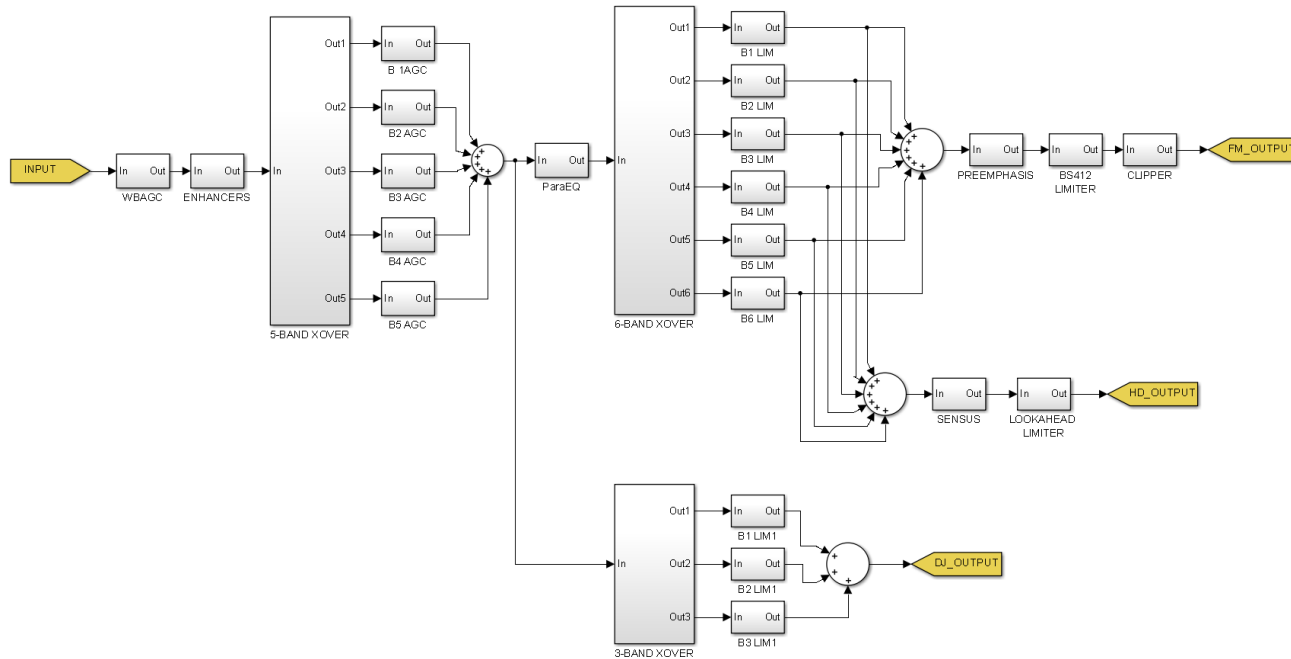 INPUT
In Out
WBAGC
In Out
ENHANCERS
In
Out1
Out2
Out3
Out4
Out5
5-BAND XOVER
In Out
B 1AGC
In Out
B2 AGC
In Out
B3 AGC
In Out
B4 AGC
In Out
B5 AGC
+
+
+
+
+
In Out
ParaEQ
In
Out1
Out2
Out3
Out4
Out5
Out6
6-BAND XOVER
In Out
B1 LIM
In Out
B2 LIM
In Out
B3 LIM
In Out
B4 LIM
In Out
B5 LIM
In Out
B6 LIM
+
+
+
+
+
+
In Out
PREEMPHASIS
In Out
BS412
LIMITER
In Out
CLIPPER
FM_OUTPUT
+
+
+
+
+
+
In Out
SENSUS
In Out
LOOKAHEAD
LIMITER
HD_OUTPUT
In
Out1
Out2
Out3
3-BAND XOVER
In Out
B1 LIM1
In Out
B2 LIM1
In Out
B3 LIM1
+
+
+
DJ_OUTPUT